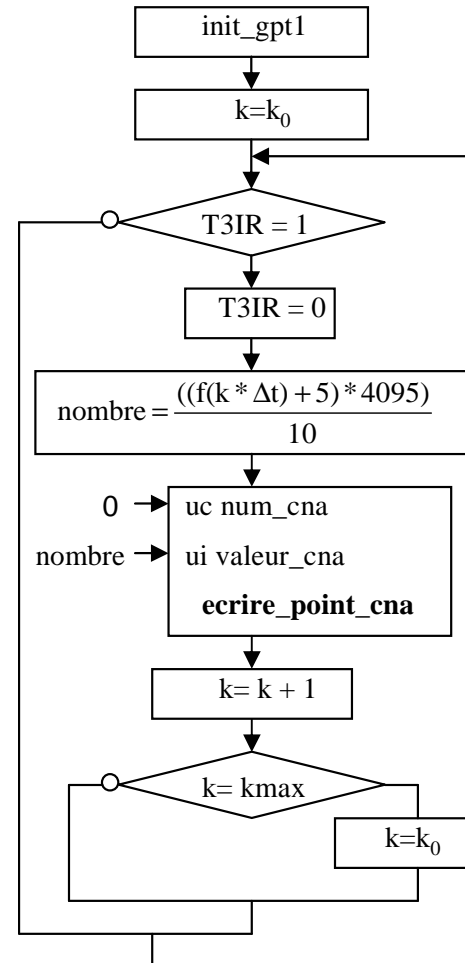 init_gpt1
k=k₀
T3IR = 1
T3IR = 0
nombre = ((f(k * Δt) + 5) * 4095) / 10
0 uc num_cna
nombre ui valeur_cna
ecrire_point_cna
k= k + 1
k= kmax
k=k₀